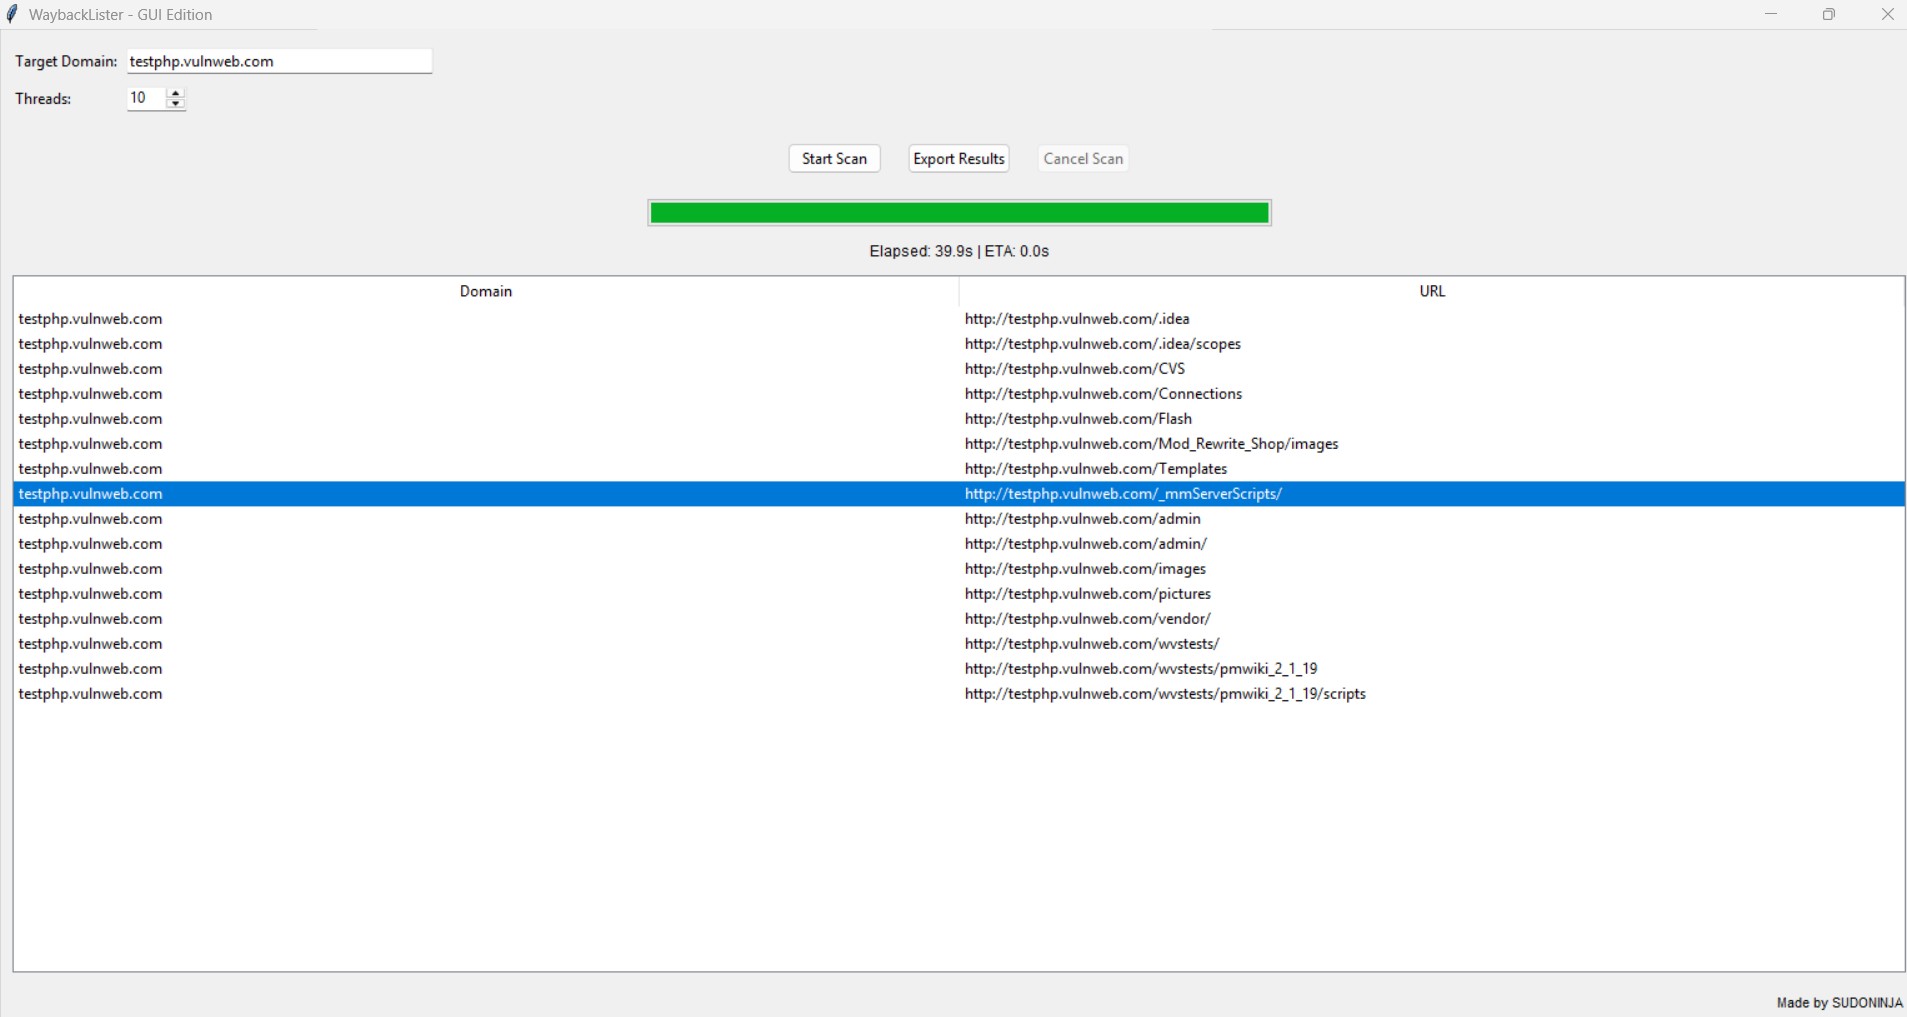 WaybackLister - GUI Edition
Target Domain: testphp.vulnweb.com
Threads: 10
Start Scan Export Results Cancel Scan
Elapsed: 39.9s | ETA: 0.0s
Domain URL
testphp.vulnweb.com http://testphp.vulnweb.com/.idea
testphp.vulnweb.com http://testphp.vulnweb.com/.idea/scopes
testphp.vulnweb.com http://testphp.vulnweb.com/CVS
testphp.vulnweb.com http://testphp.vulnweb.com/Connections
testphp.vulnweb.com http://testphp.vulnweb.com/Flash
testphp.vulnweb.com http://testphp.vulnweb.com/Mod_Rewrite_Shop/images
testphp.vulnweb.com http://testphp.vulnweb.com/Templates
testphp.vulnweb.com http://testphp.vulnweb.com/_mmServerScripts/
testphp.vulnweb.com http://testphp.vulnweb.com/admin
testphp.vulnweb.com http://testphp.vulnweb.com/admin/
testphp.vulnweb.com http://testphp.vulnweb.com/images
testphp.vulnweb.com http://testphp.vulnweb.com/pictures
testphp.vulnweb.com http://testphp.vulnweb.com/vendor/
testphp.vulnweb.com http://testphp.vulnweb.com/wvstests/
testphp.vulnweb.com http://testphp.vulnweb.com/wvstests/pmwiki_2_1_19
testphp.vulnweb.com http://testphp.vulnweb.com/wvstests/pmwiki_2_1_19/scripts
Made by SUDONINJA